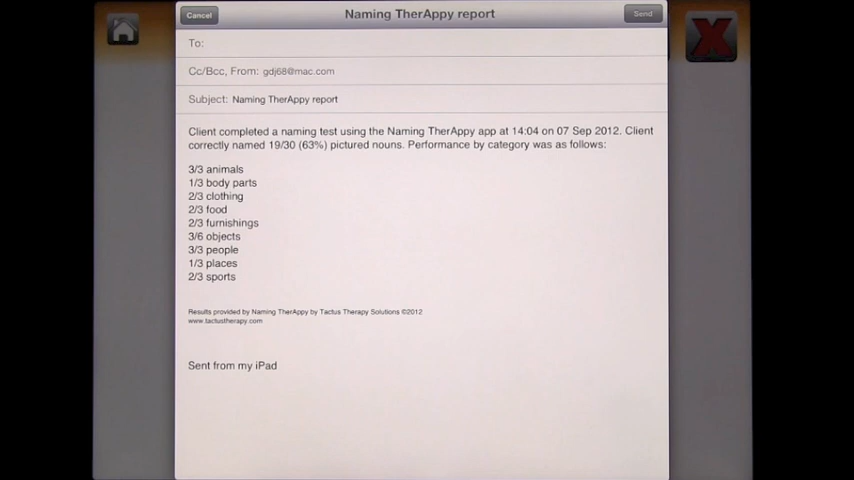 Cancel
Naming TherAppy report
Send
To:
Cc/Bcc, From: gdj68@mac.com
Subject: Naming TherAppy report
Client completed a naming test using the Naming TherAppy app at 14:04 on 07 Sep 2012. Client
correctly named 19/30 (63%) pictured nouns. Performance by category was as follows:
3/3 animals
1/3 body parts
2/3 clothing
2/3 food
2/3 furnishings
3/6 objects
3/3 people
1/3 places
2/3 sports
Results provided by Naming TherAppy by Tactus Therapy Solutions ©2012
www.tactustherapy.com
Sent from my iPad